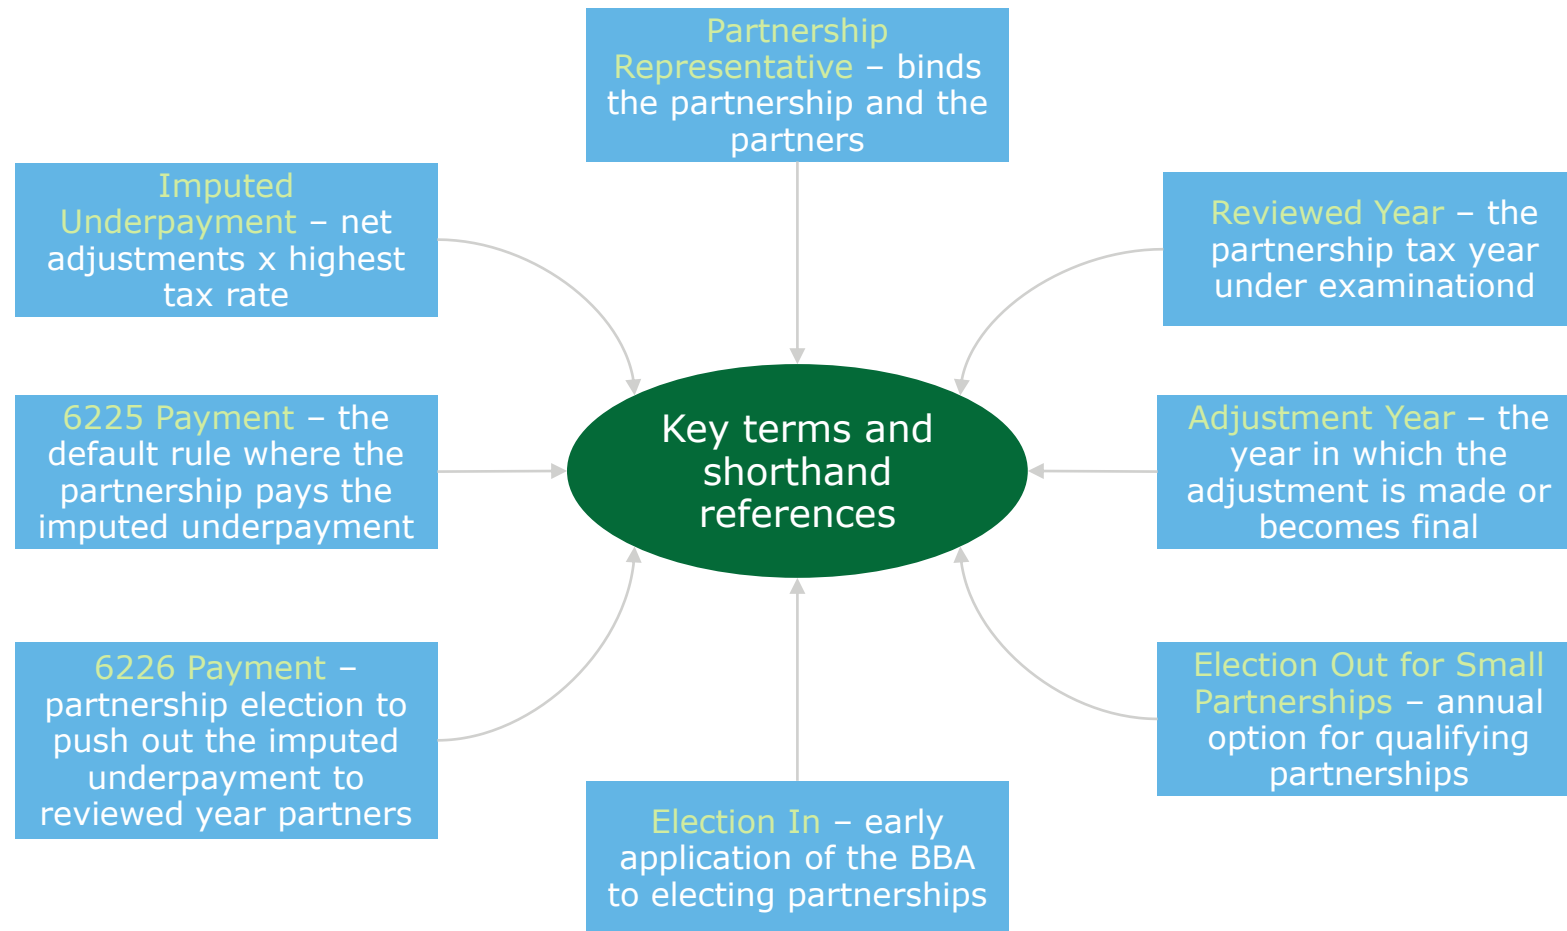 Partnership
Representative – binds
the partnership and the
partners
Imputed
Underpayment – net
adjustments x highest
tax rate
Reviewed Year – the
partnership tax year
under examinationd
6225 Payment – the
default rule where the
partnership pays the
imputed underpayment
Key terms and
shorthand
references
Adjustment Year – the
year in which the
adjustment is made or
becomes final
6226 Payment –
partnership election to
push out the imputed
underpayment to
reviewed year partners
Election In – early
application of the BBA
to electing partnerships
Election Out for Small
Partnerships – annual
option for qualifying
partnerships